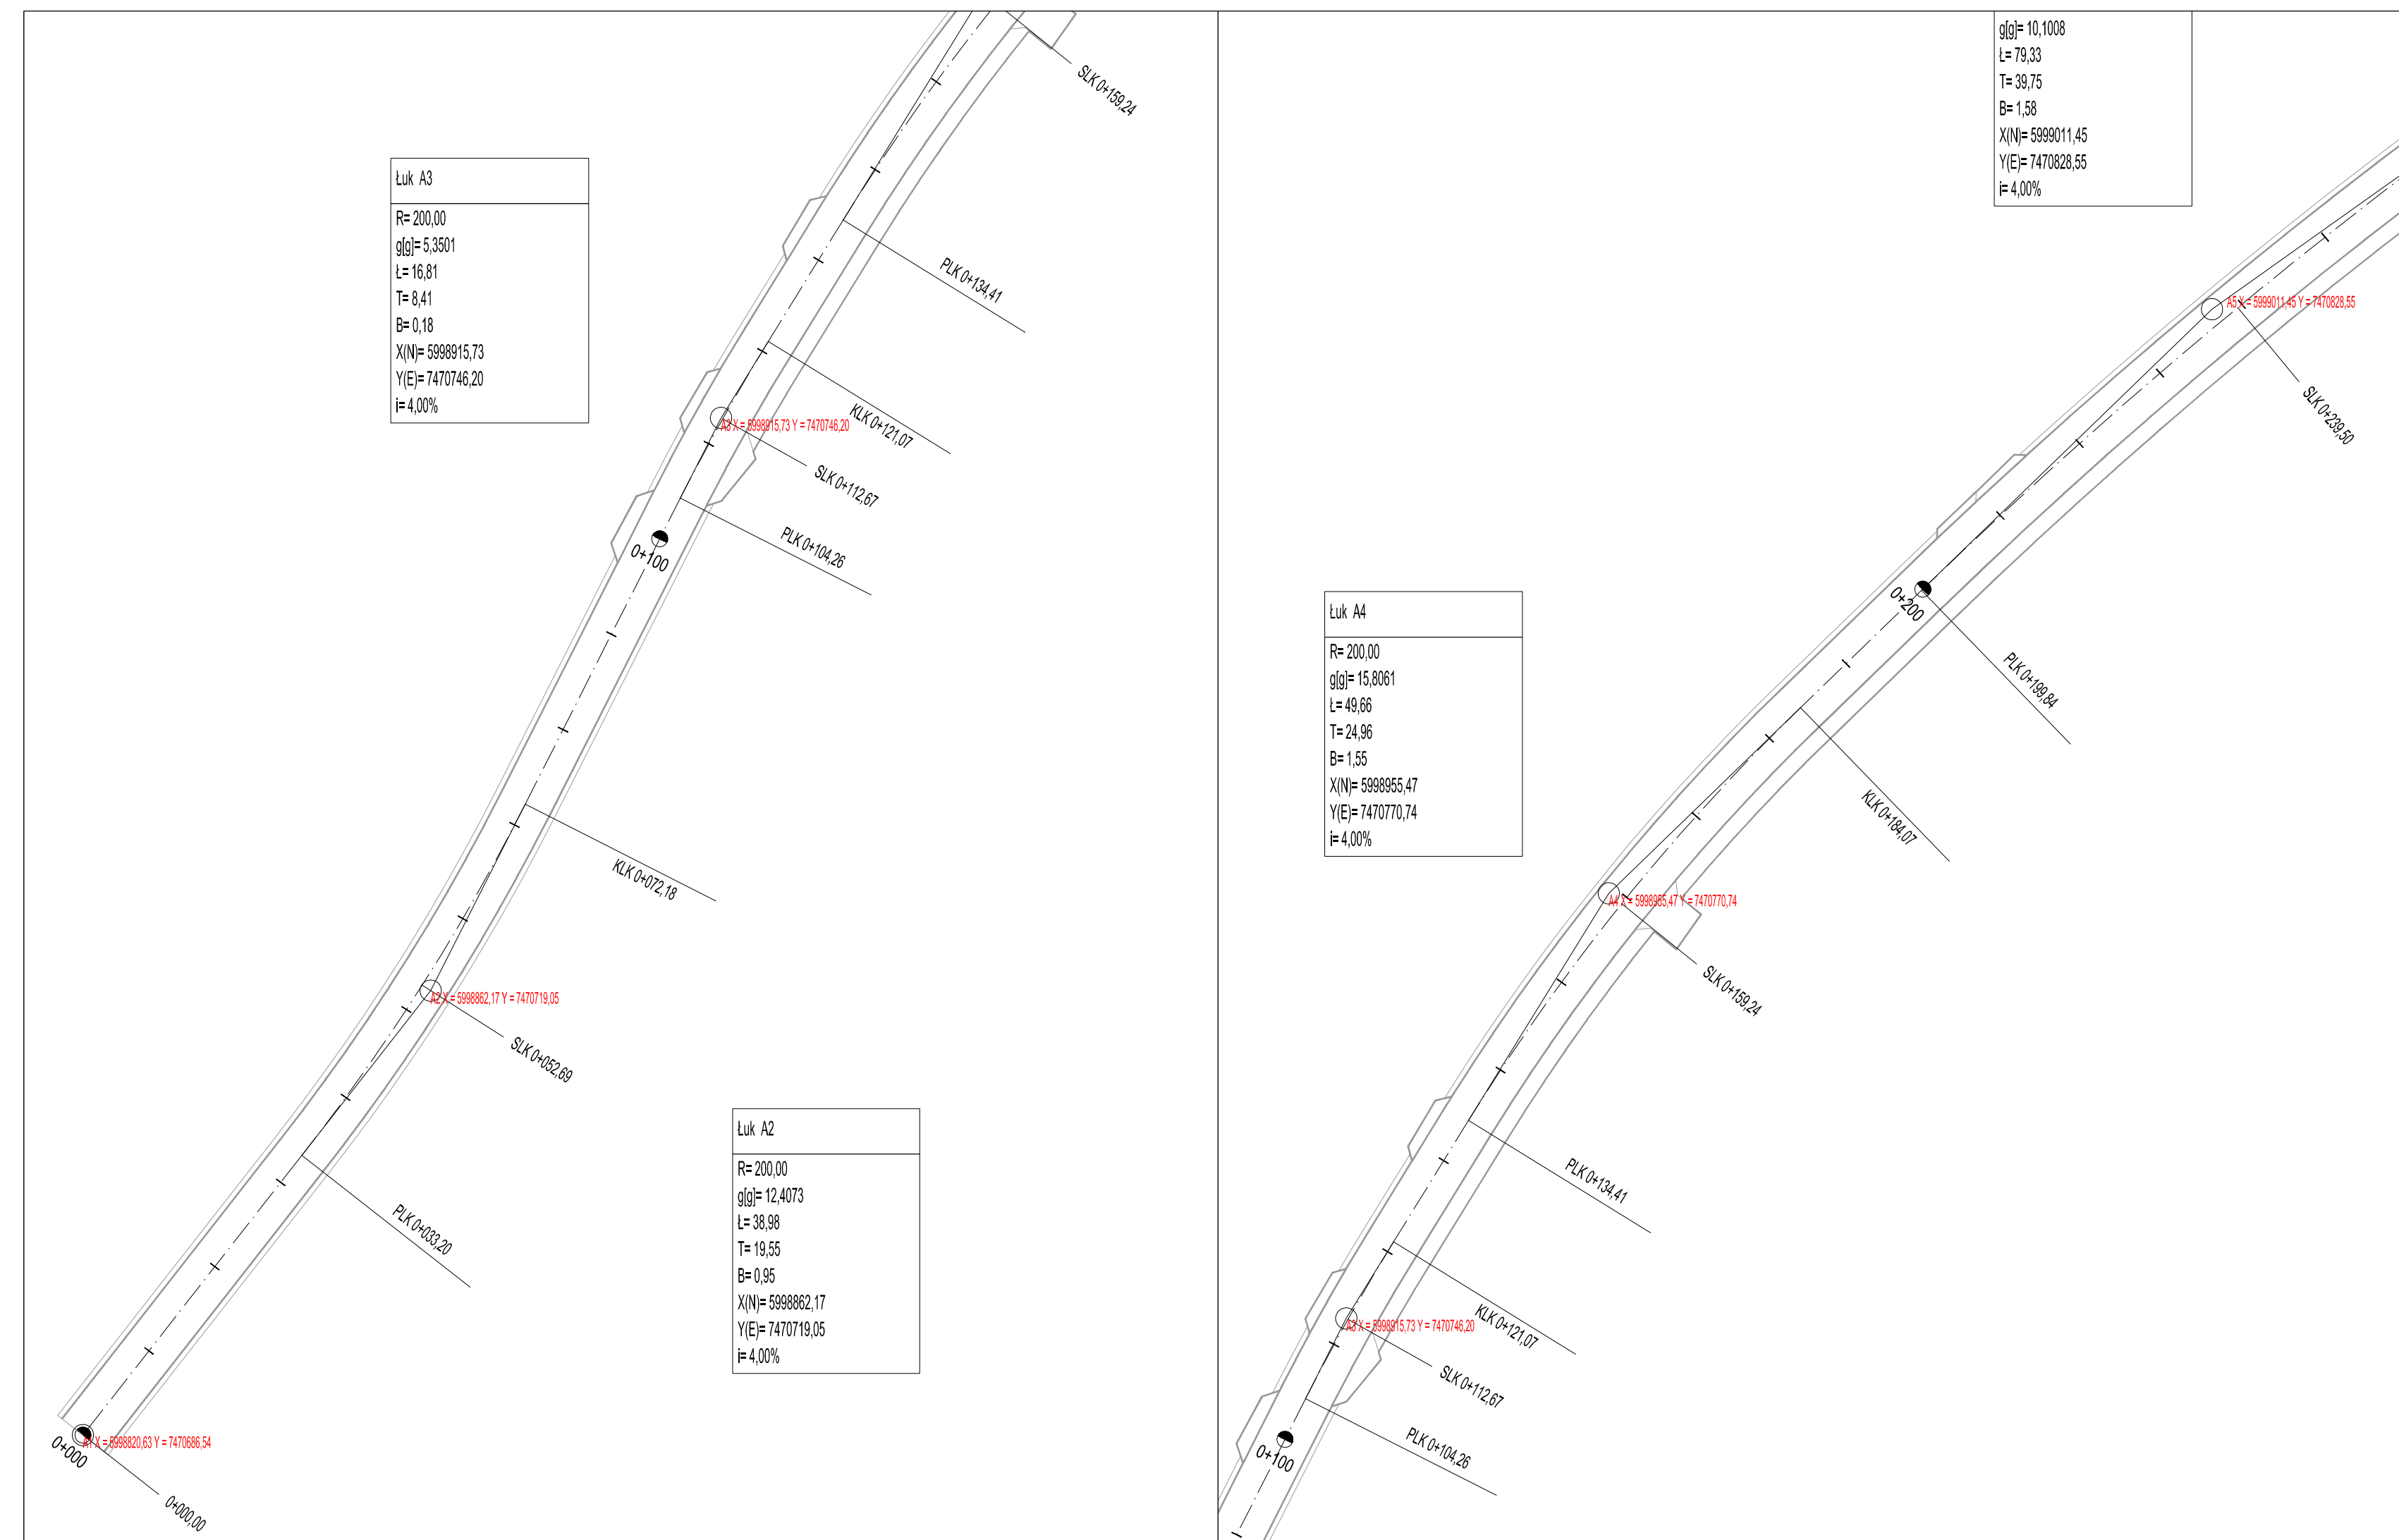 SLK 0+159,24
Łuk A3
R= 200,00
g[g]= 5,3501
Ł= 16,81
T= 8,41
B= 0,18
X(N)= 5998915,73
Y(E)= 7470746,20
i= 4,00%
PLK 0+134,41
KLK 0+121,07
A3 X = 5998915,73 Y = 7470746,20
SLK 0+112,67
PLK 0+104,26
0+100
KLK 0+072,18
A2 X = 5998862,17 Y = 7470719,05
SLK 0+052,69
Łuk A2
R= 200,00
g[g]= 12,4073
Ł= 38,98
T= 19,55
B= 0,95
X(N)= 5998862,17
Y(E)= 7470719,05
i= 4,00%
PLK 0+033,20
A1 X = 5998820,63 Y = 7470686,54
0+000
0+000,00
g[g]= 10,1008
Ł= 79,33
T= 39,75
B= 1,58
X(N)= 5999011,45
Y(E)= 7470828,55
i= 4,00%
A5 X = 5999011,45 Y = 7470828,55
SLK 0+239,50
0+200
PLK 0+199,84
Łuk A4
R= 200,00
g[g]= 15,8061
Ł= 49,66
T= 24,96
B= 1,55
X(N)= 5998955,47
Y(E)= 7470770,74
i= 4,00%
KLK 0+184,07
A4 X = 5998955,47 Y = 7470770,74
SLK 0+159,24
PLK 0+134,41
KLK 0+121,07
A3 X = 5998915,73 Y = 7470746,20
SLK 0+112,67
PLK 0+104,26
0+100